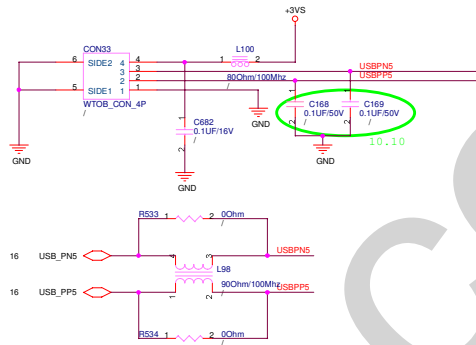 +3VS
CON33
L100
6 SIDE2 4 4
3 3
2 2
5 SIDE1 1 1
1 2
USBPN5
USBPP5
80Ohm/100Mhz
/
WTOB_CON_4P
/
GND
1
C682
0.1UF/16V
2 /
GND
GND
1 C168
0.1UF/50V
2 /
1 C169
0.1UF/50V
2 /
GND
10.10
R533 1 2 0Ohm
/
16 USB_PN5
4 3
USBPN5
L98
16 USB_PP5
1 2
90Ohm/100Mhz
/
USBPP5
R534 1 2 0Ohm
/